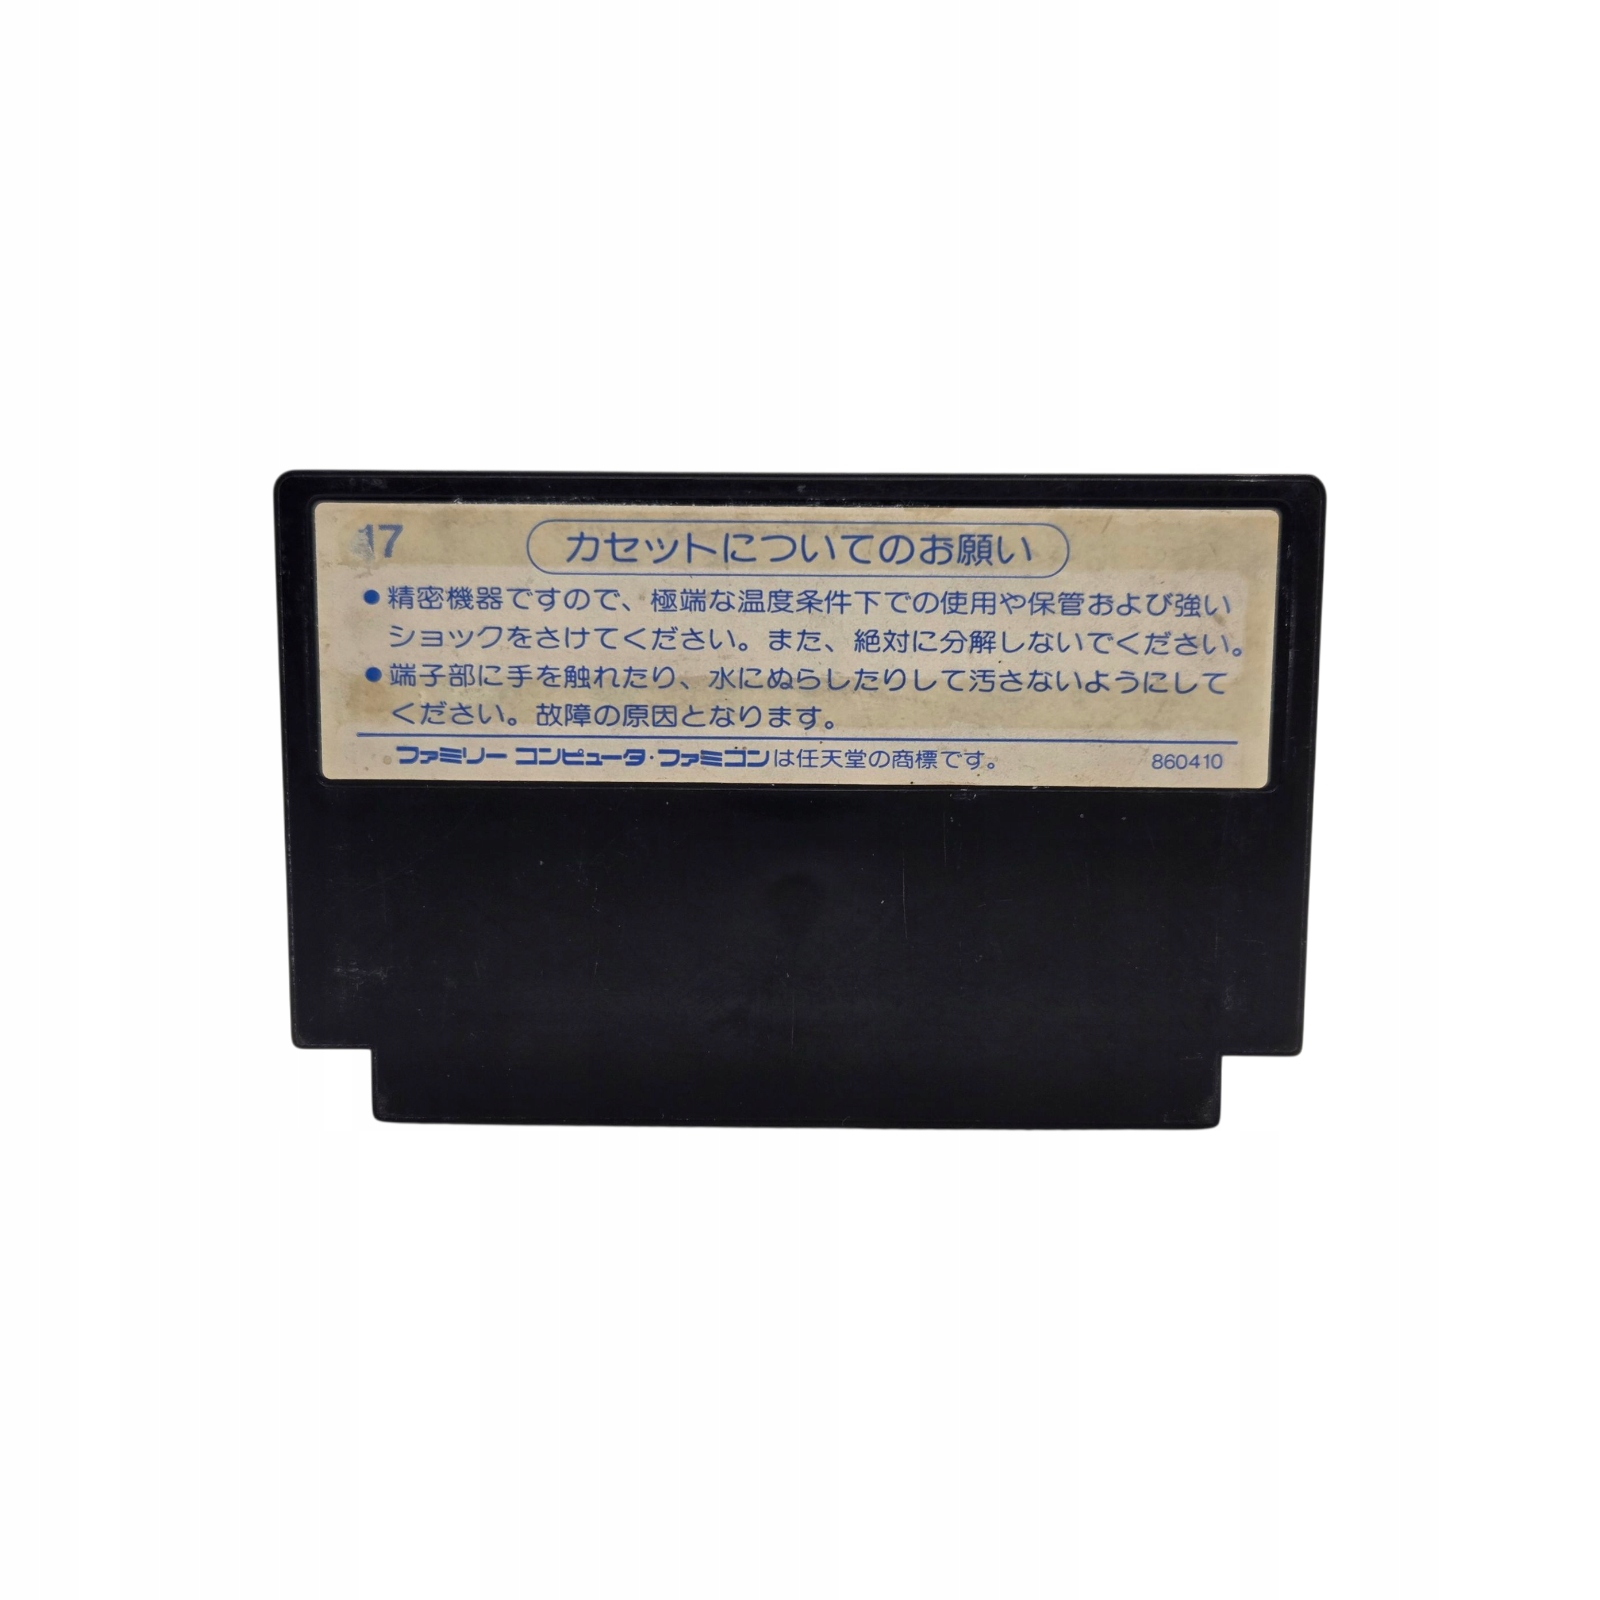 17
カセットについてのお願い
●精密機器ですので、極端な温度条件下での使用や保管および強い
ショックをさけてください。また、絶対に分解しないでください。
●端子部に手を触れたり、水にぬらしたりして汚さないようにして
ください。故障の原因となります。
ファミリー コンピュータ・ファミコンは任天堂の商標です。 860410